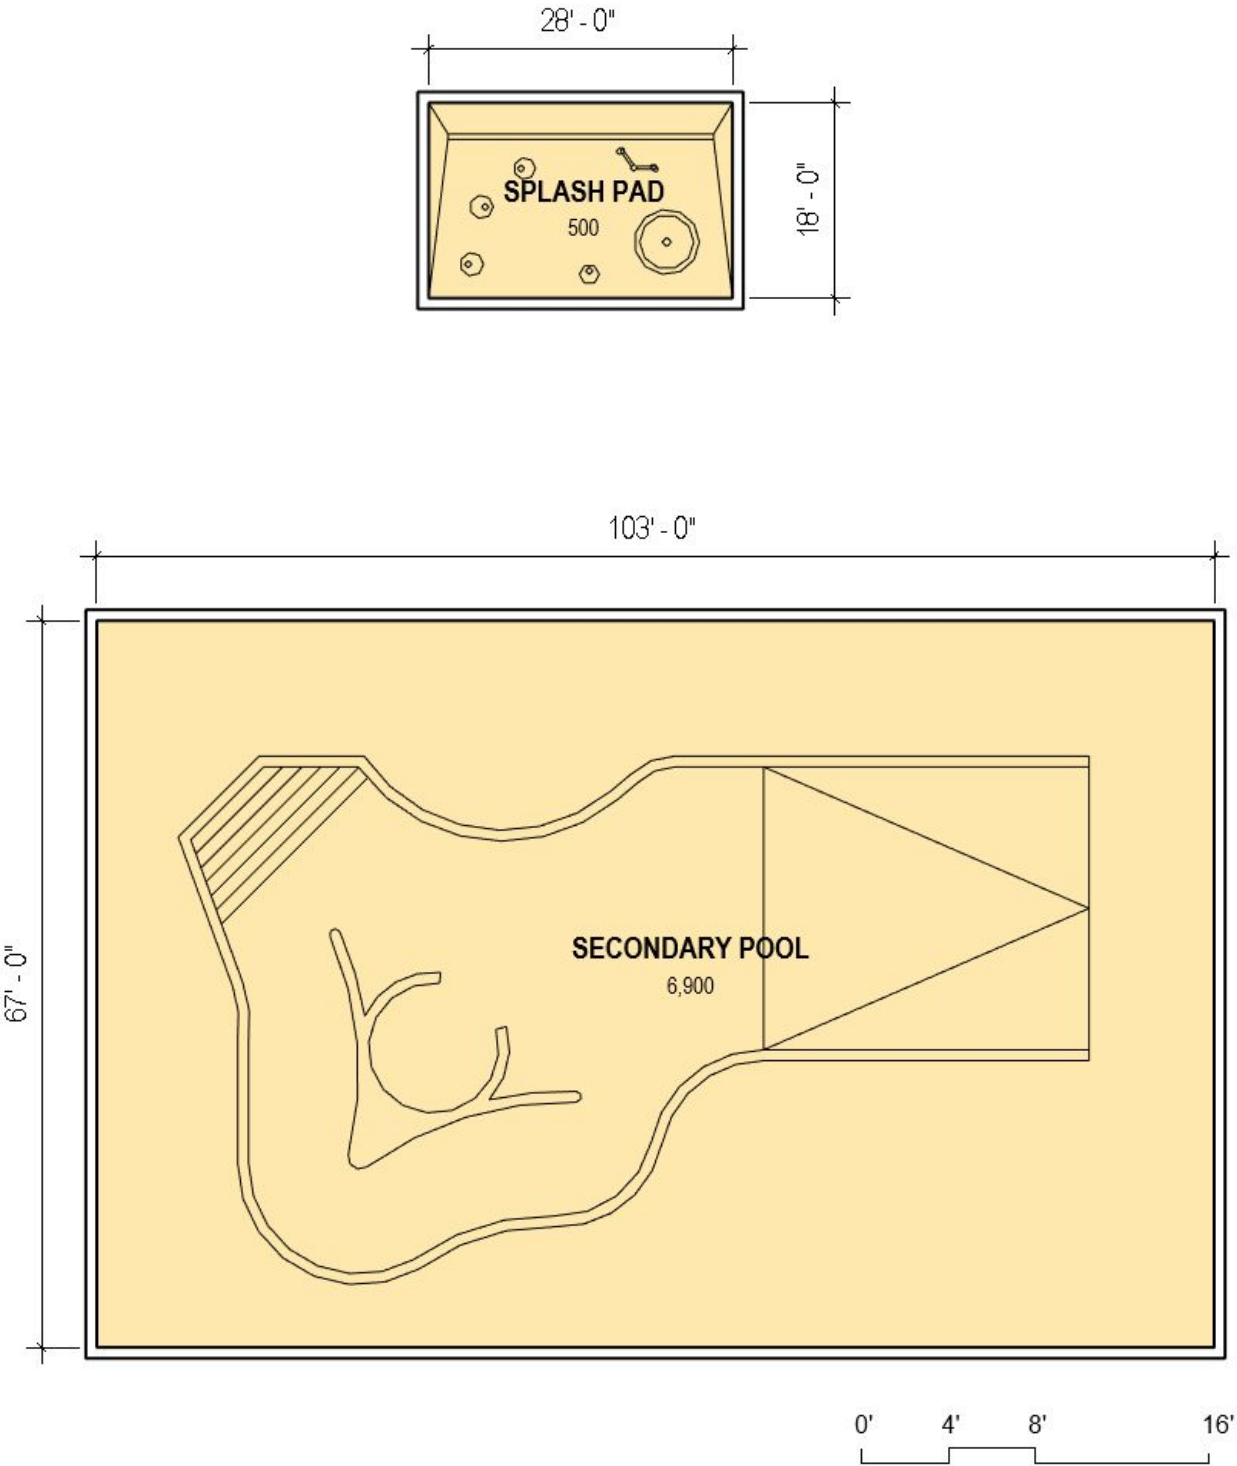 28' - 0"
SPLASH PAD
500
18' - 0"
103' - 0"
67' - 0"
SECONDARY POOL
6,900
0' 4' 8' 16'